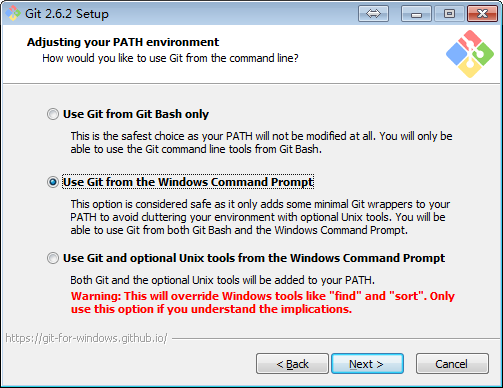 Git 2.6.2 Setup
Adjusting your PATH environment
How would you like to use Git from the command line?
Use Git from Git Bash only
This is the safest choice as your PATH will not be modified at all. You will only be
able to use the Git command line tools from Git Bash.
Use Git from the Windows Command Prompt
This option is considered safe as it only adds some minimal Git wrappers to your
PATH to avoid cluttering your environment with optional Unix tools. You will be
able to use Git from both Git Bash and the Windows Command Prompt.
Use Git and optional Unix tools from the Windows Command Prompt
Both Git and the optional Unix tools will be added to your PATH.
Warning: This will override Windows tools like "find" and "sort". Only
use this option if you understand the implications.
https://git-for-windows.github.io/
< Back Next > Cancel